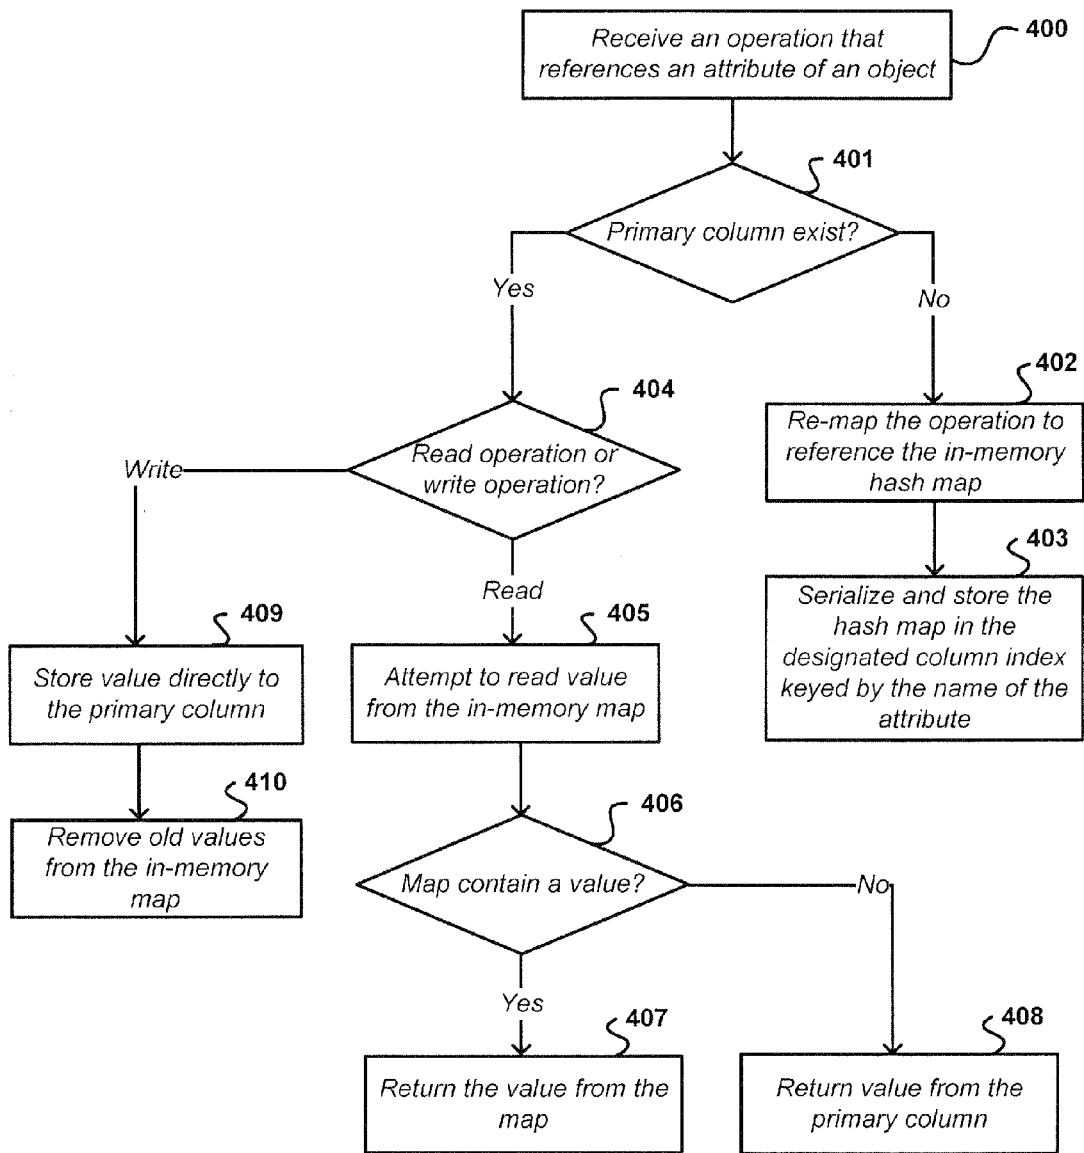 Receive an operation that
references an attribute of an object
400
401
Primary column exist?
Yes
No
402
Re-map the operation to
reference the in-memory
hash map
404
Read operation or
write operation?
Write
Read
403
Serialize and store the
hash map in the
designated column index
keyed by the name of the
attribute
409
Store value directly to
the primary column
405
Attempt to read value
from the in-memory map
410
Remove old values
from the in-memory
map
406
Map contain a value?
No
Yes
407
Return the value from the
map
408
Return value from the
primary column